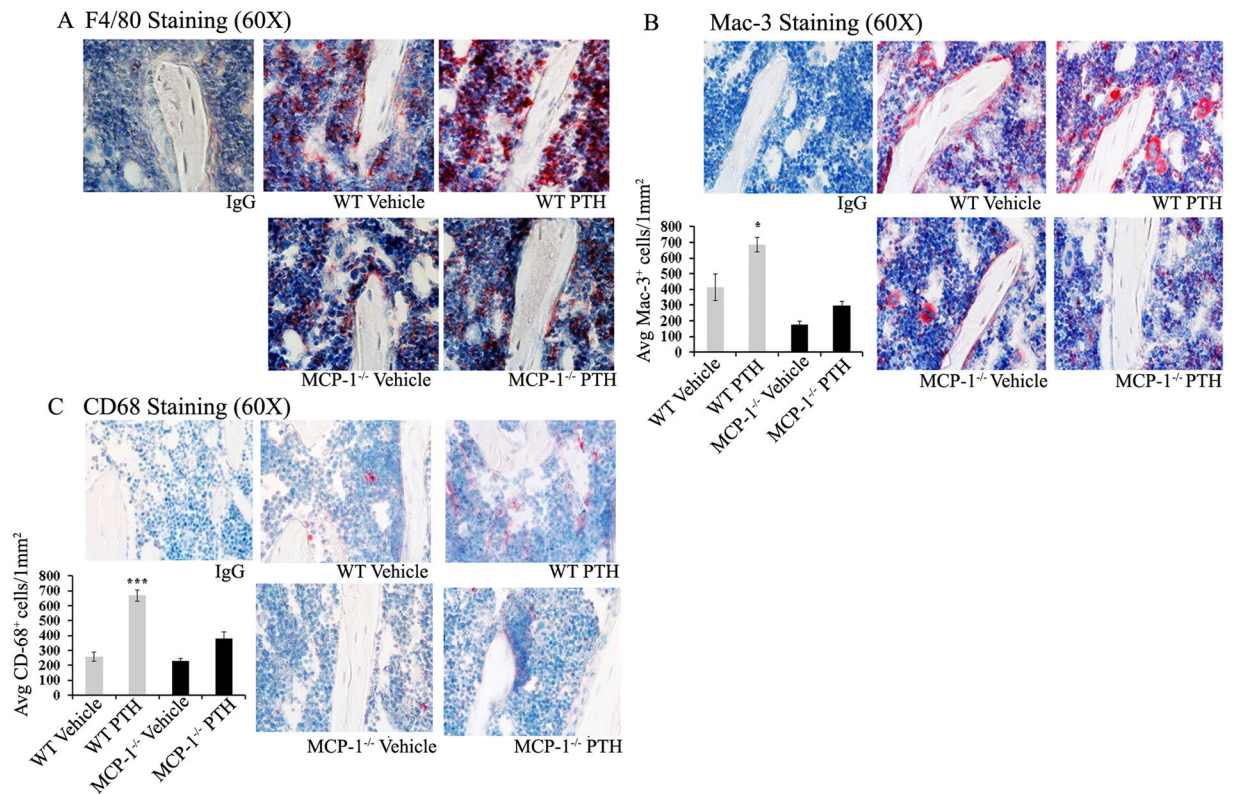 A F4/80 Staining (60X)
IgG
WT Vehicle
WT PTH
MCP-1-/- Vehicle
MCP-1-/- PTH
B Mac-3 Staining (60X)
IgG
WT Vehicle
WT PTH
Avg Mac-3+ cells/1mm2
800
700
600
500
400
300
200
100
0
*
WT Vehicle
WT PTH
MCP-1-/- Vehicle
MCP-1-/- PTH
MCP-1-/- Vehicle
MCP-1-/- PTH
C CD68 Staining (60X)
IgG
WT Vehicle
WT PTH
Avg CD-68+ cells/1mm2
800
700
600
500
400
300
200
100
0
***
WT Vehicle
WT PTH
MCP-1-/- Vehicle
MCP-1-/- PTH
MCP-1-/- Vehicle
MCP-1-/- PTH